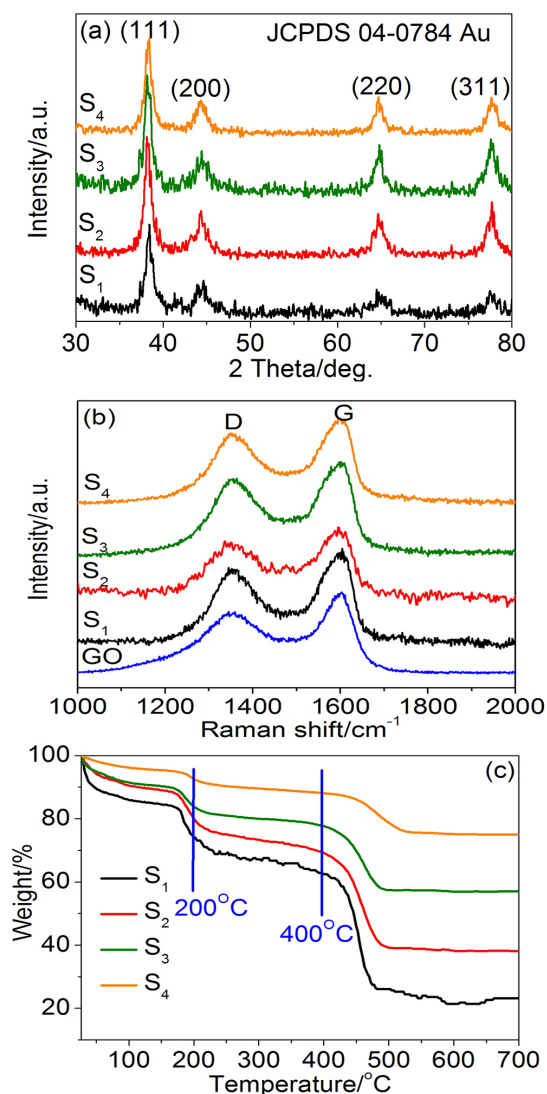 (a) (111) JCPDS 04-0784 Au
(200) (220) (311)
S4
S3
S2
S1
Intensity/a.u.
30 40 50 60 70 80
2 Theta/deg.
(b) D G
S4
S3
S2
S1
GO
Intensity/a.u.
1000 1200 1400 1600 1800 2000
Raman shift/cm-1
100 (c)
80
60
40
20
Weight/%
S1
S2
S3
S4
200°C
400°C
100 200 300 400 500 600 700
Temperature/°C